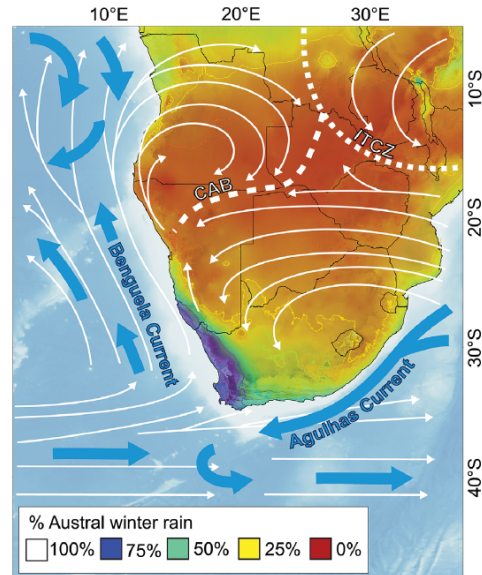 10°E 20°E 30°E
10°S
ITCZ
CAB
20°S
Benguela Current
30°S
Agulhas Current
40°S
% Austral winter rain
100% 75% 50% 25% 0%